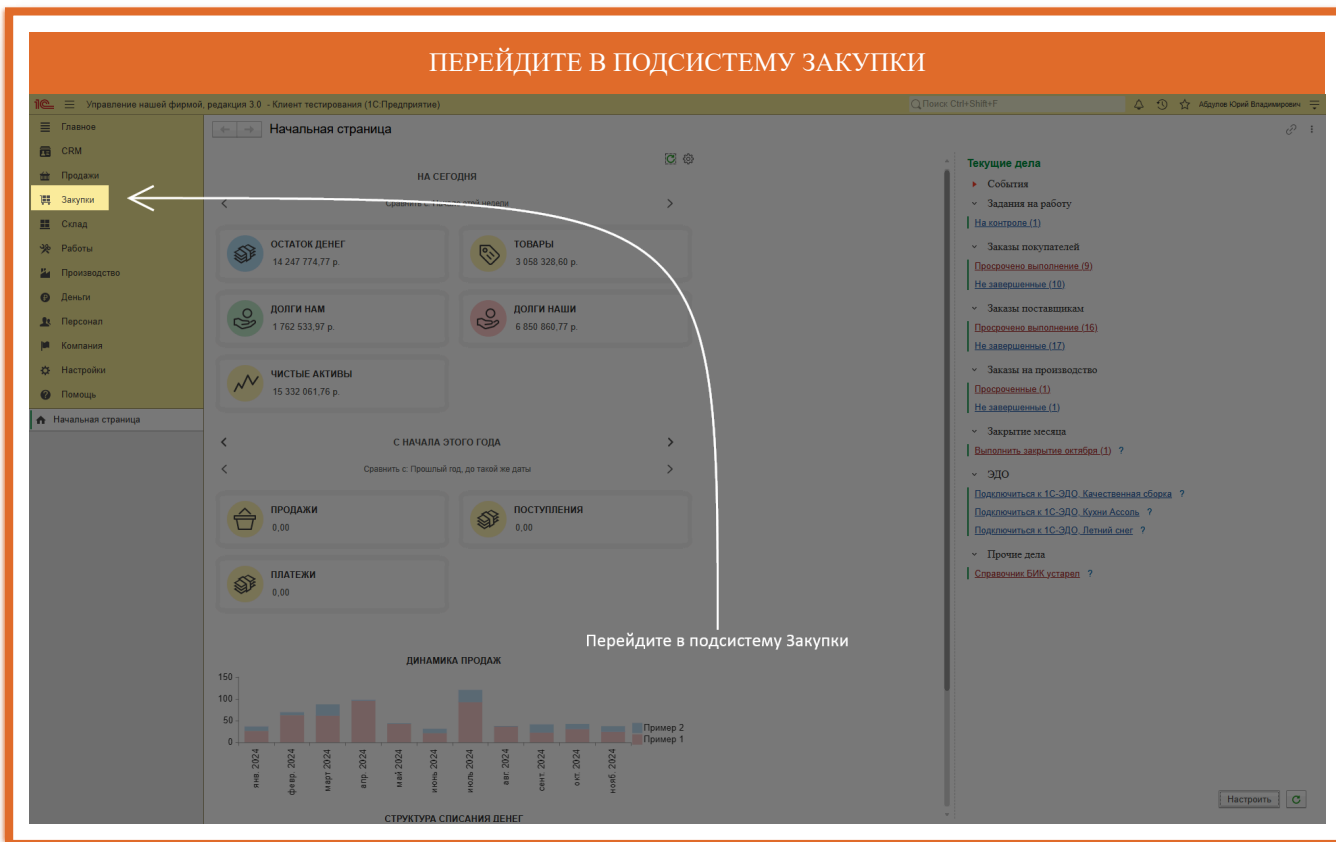 ПЕРЕЙДИТЕ В ПОДСИСТЕМУ ЗАКУПКИ
1С Управление нашей фирмой, редакция 3.0 - Клиент тестирования (1С:Предприятие)
Поиск Ctrl+Shift+F
Абдулов Юрий Владимирович
Главное
CRM
Продажи
Закупки
Склад
Работы
Производство
Деньги
Персонал
Компания
Настройки
Помощь
Начальная страница
Начальная страница
НА СЕГОДНЯ
Сравнить с: Начало этой недели
ОСТАТОК ДЕНЕГ
14 247 774,77 р.
ТОВАРЫ
3 058 328,60 р.
ДОЛГИ НАМ
1 762 533,97 р.
ДОЛГИ НАШИ
6 850 860,77 р.
ЧИСТЫЕ АКТИВЫ
15 332 061,76 р.
С НАЧАЛА ЭТОГО ГОДА
Сравнить с: Прошлый год, до такой же даты
ПРОДАЖИ
0,00
ПОСТУПЛЕНИЯ
0,00
ПЛАТЕЖИ
0,00
Перейдите в подсистему Закупки
ДИНАМИКА ПРОДАЖ
150
100
50
0
Пример 2
Пример 1
янв. 2024
февр. 2024
март 2024
апр. 2024
май 2024
июнь 2024
июль 2024
авг. 2024
сент. 2024
окт. 2024
нояб. 2024
СТРУКТУРА СПИСАНИЯ ДЕНЕГ
Текущие дела
События
Задания на работу
На контроле (1)
Заказы покупателей
Просрочено выполнение (9)
Не завершенные (10)
Заказы поставщикам
Просрочено выполнение (16)
Не завершенные (17)
Заказы на производство
Просроченные (1)
Не завершенные (1)
Закрытие месяца
Выполнить закрытие октября (1) ?
ЭДО
Подключиться к 1С-ЭДО, Качественная сборка ?
Подключиться к 1С-ЭДО, Кухни Ассоль ?
Подключиться к 1С-ЭДО, Летний снег ?
Прочие дела
Справочник БИК устарел ?
Настроить